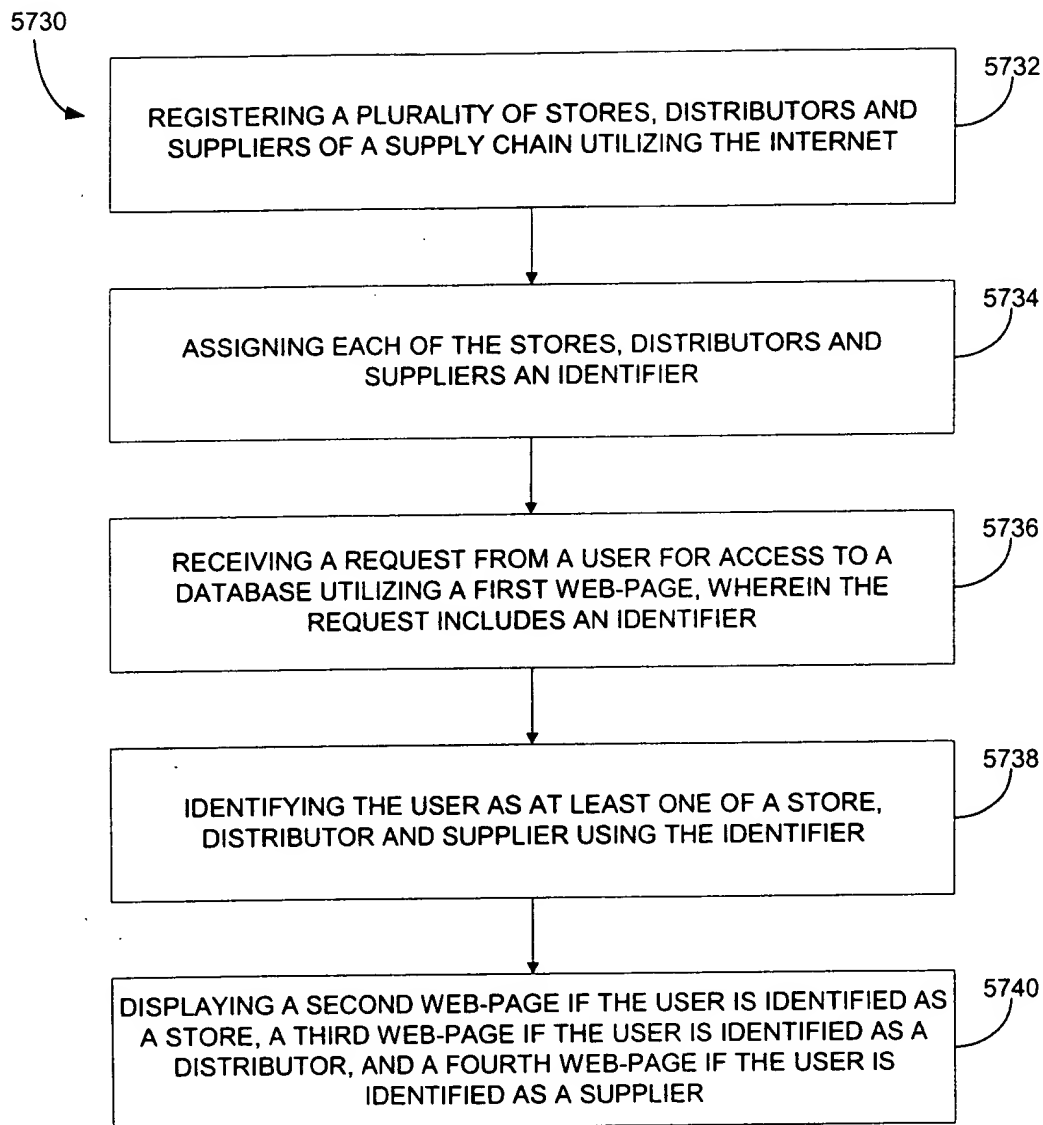 5730
5732
REGISTERING A PLURALITY OF STORES, DISTRIBUTORS AND
SUPPLIERS OF A SUPPLY CHAIN UTILIZING THE INTERNET
5734
ASSIGNING EACH OF THE STORES, DISTRIBUTORS AND
SUPPLIERS AN IDENTIFIER
5736
RECEIVING A REQUEST FROM A USER FOR ACCESS TO A
DATABASE UTILIZING A FIRST WEB-PAGE, WHEREIN THE
REQUEST INCLUDES AN IDENTIFIER
5738
IDENTIFYING THE USER AS AT LEAST ONE OF A STORE,
DISTRIBUTOR AND SUPPLIER USING THE IDENTIFIER
5740
DISPLAYING A SECOND WEB-PAGE IF THE USER IS IDENTIFIED AS
A STORE, A THIRD WEB-PAGE IF THE USER IS IDENTIFIED AS A
DISTRIBUTOR, AND A FOURTH WEB-PAGE IF THE USER IS
IDENTIFIED AS A SUPPLIER